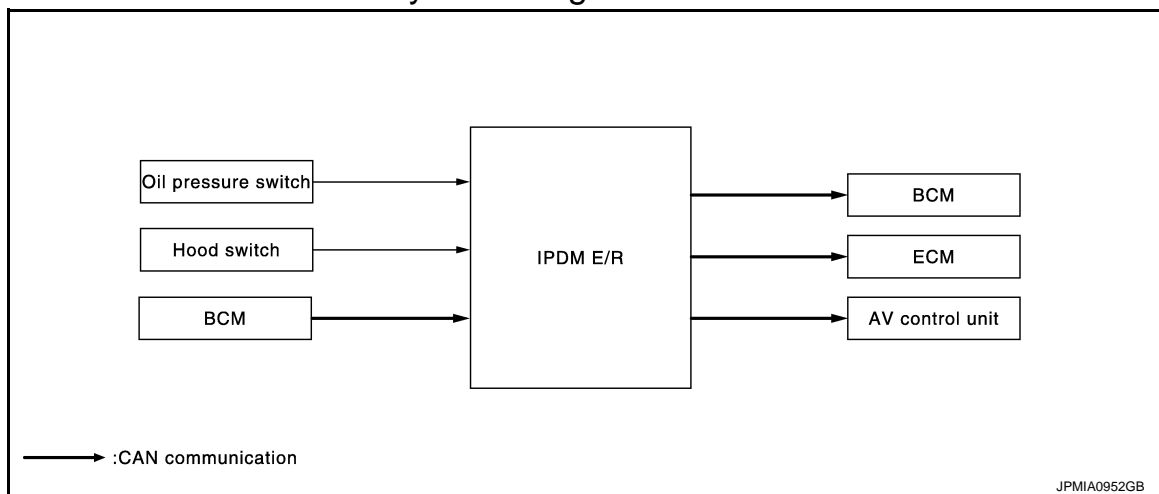 Oil pressure switch
Hood switch
BCM
IPDM E/R
BCM
ECM
AV control unit
:CAN communication
JPMIA0952GB